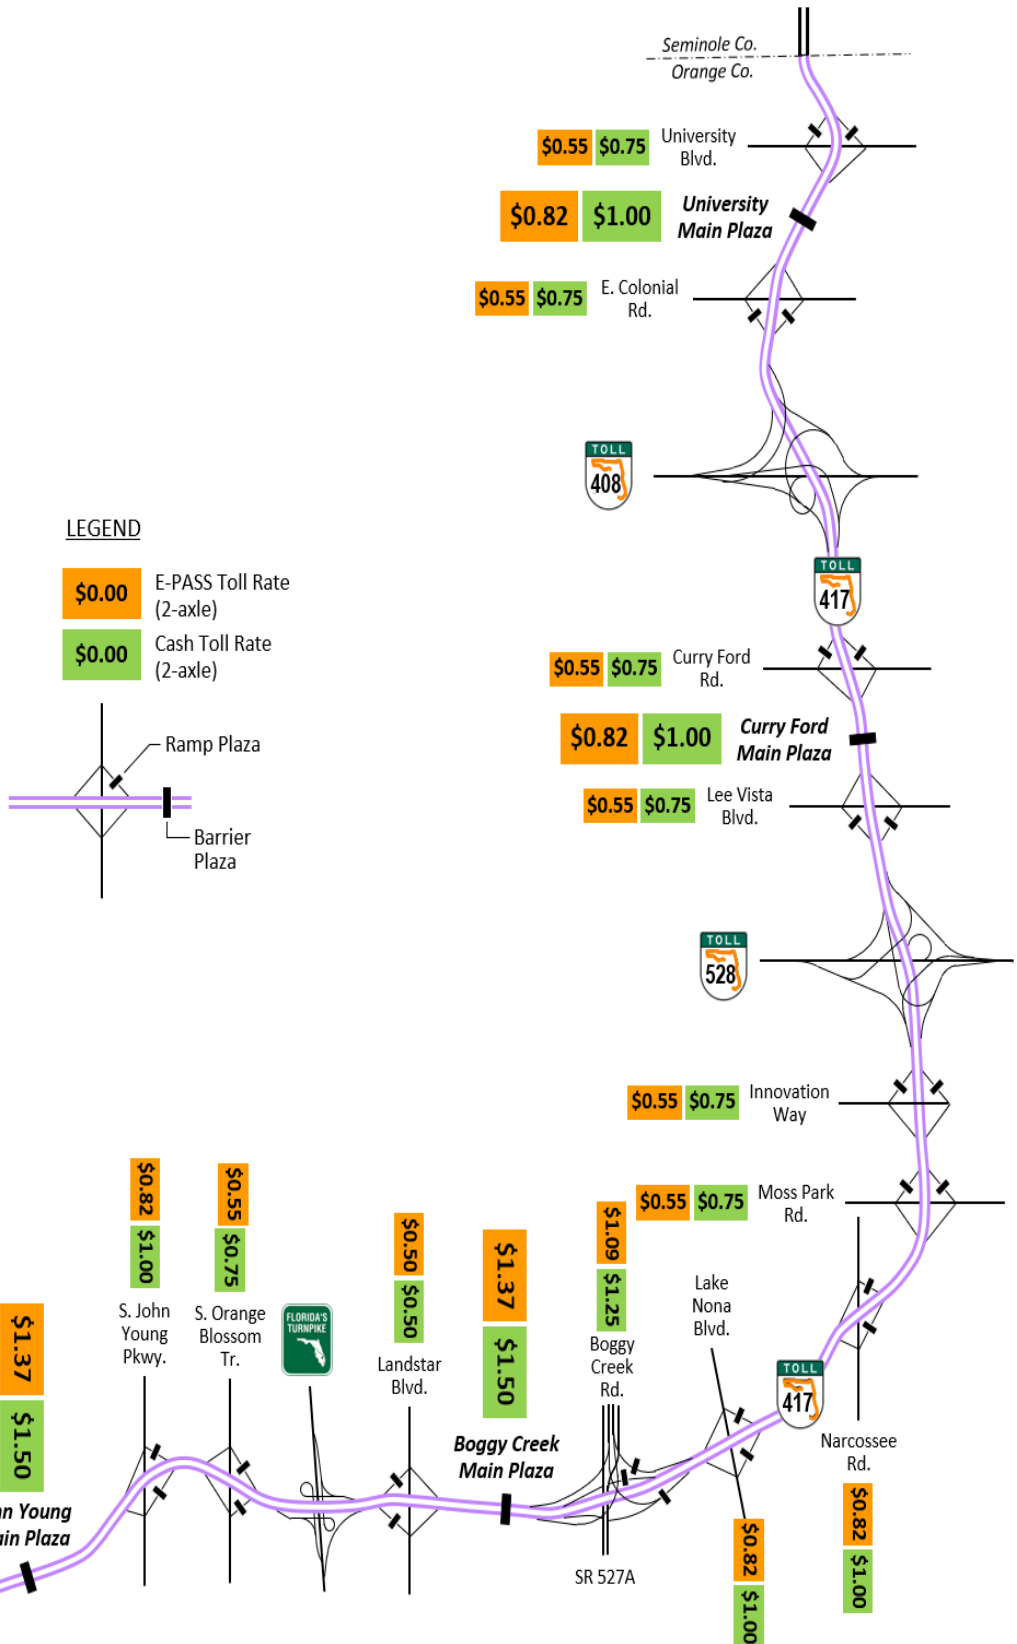 Seminole Co.
Orange Co.
$0.55 $0.75 University
Blvd.
$0.82 $1.00 University
Main Plaza
$0.55 $0.75 E. Colonial
Rd.
TOLL
408
LEGEND
$0.00 E-PASS Toll Rate
(2-axle)
$0.00 Cash Toll Rate
(2-axle)
Ramp Plaza
Barrier
Plaza
TOLL
417
$0.55 $0.75 Curry Ford
Rd.
$0.82 $1.00 Curry Ford
Main Plaza
$0.55 $0.75 Lee Vista
Blvd.
TOLL
528
$0.55 $0.75 Innovation
Way
$0.55 $0.75 Moss Park
Rd.
$1.37 $1.50
nn Young
ain Plaza
$0.82 $1.00
S. John
Young
Pkwy.
$0.55 $0.75
S. Orange
Blossom
Tr.
FLORIDA'S
TURNPIKE
$0.50 $0.50
Landstar
Blvd.
$1.37 $1.50
Boggy Creek
Main Plaza
$1.09 $1.25
Boggy
Creek
Rd.
SR 527A
Lake
Nona
Blvd.
$0.82 $1.00
TOLL
417
Narcossee
Rd.
$0.82 $1.00